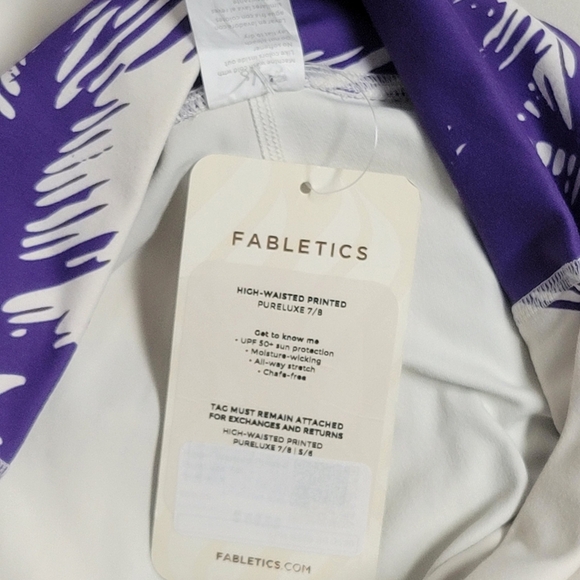 FABLETICS
HIGH-WAISTED PRINTED
PURELUXE 7/8
Get to know me
• UPF 50+ sun protection
• Moisture-wicking
• All-way stretch
• Chafe-free
TAG MUST REMAIN ATTACHED
FOR EXCHANGES AND RETURNS
HIGH-WAISTED PRINTED
PURELUXE 7/8 | S/6
FABLETICS.COM